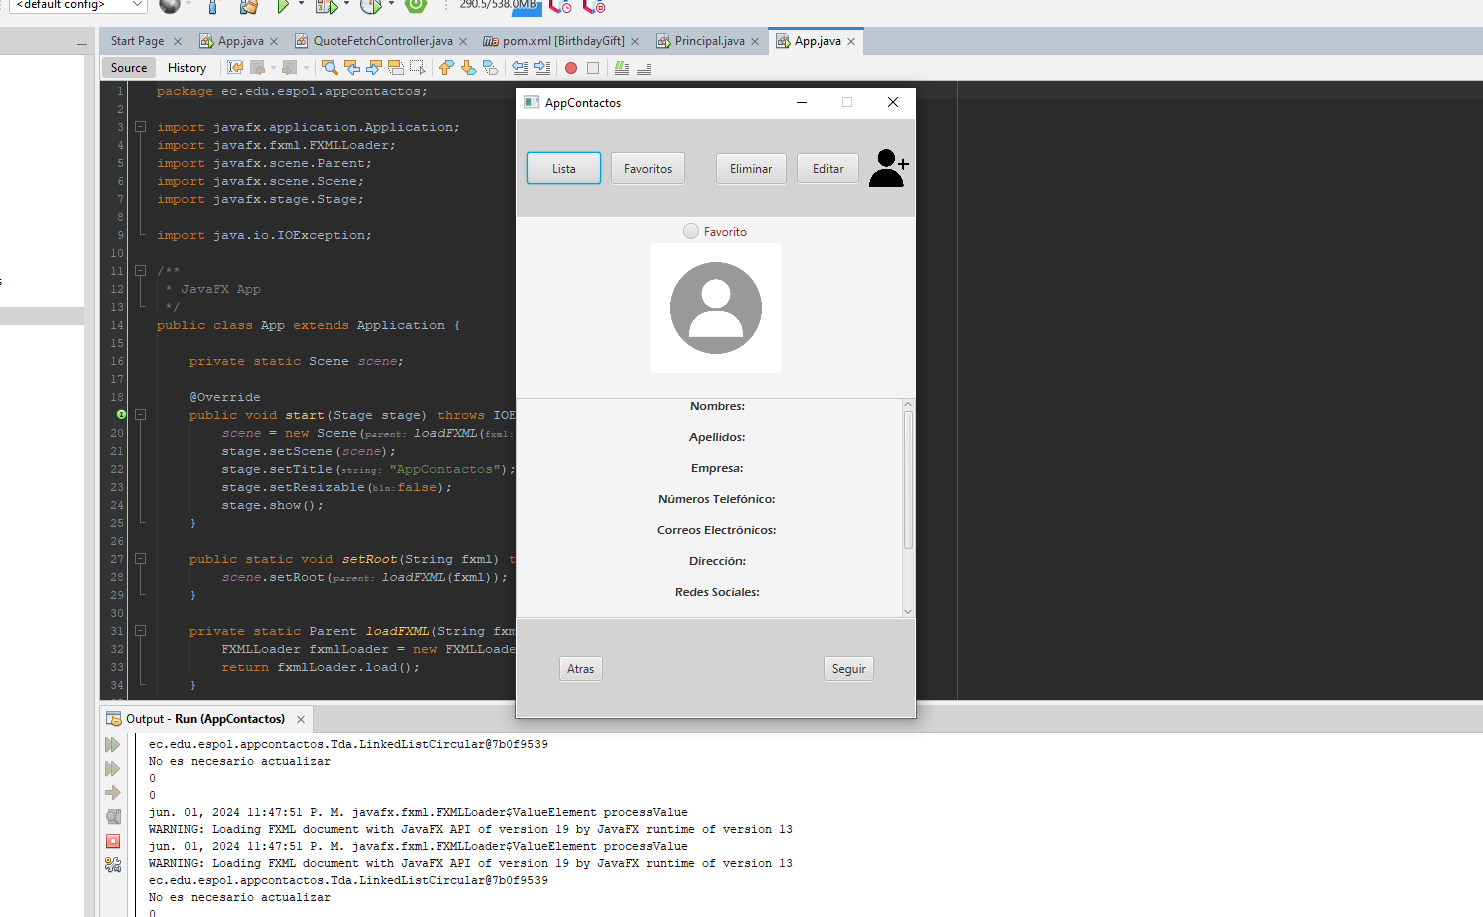 <default config>
290.5/538.0MB
Start Page
App.java
QuoteFetchController.java
pom.xml [BirthdayGift]
Principal.java
App.java
Source
History
1 package ec.edu.espol.appcontactos;
2
3 import javafx.application.Application;
4 import javafx.fxml.FXMLLoader;
5 import javafx.scene.Parent;
6 import javafx.scene.Scene;
7 import javafx.stage.Stage;
8
9 import java.io.IOException;
10
11 /**
12 * JavaFX App
13 */
14 public class App extends Application {
15
16 private static Scene scene;
17
18 @Override
public void start(Stage stage) throws IOE
20 scene = new Scene(parent: loadFXML(fxml:
21 stage.setScene(scene);
22 stage.setTitle(string: "AppContactos");
23 stage.setResizable(bln:false);
24 stage.show();
25 }
26
27 public static void setRoot(String fxml) t
28 scene.setRoot(parent: loadFXML(fxml));
29 }
30
31 private static Parent loadFXML(String fxm
32 FXMLLoader fxmlLoader = new FXMLLoade
33 return fxmlLoader.load();
34 }
AppContactos
Lista
Favoritos
Eliminar
Editar
Favorito
Nombres:
Apellidos:
Empresa:
Números Telefónico:
Correos Electrónicos:
Dirección:
Redes Sociales:
Atras
Seguir
Output - Run (AppContactos)
ec.edu.espol.appcontactos.Tda.LinkedListCircular@7b0f9539
No es necesario actualizar
0
0
jun. 01, 2024 11:47:51 P. M. javafx.fxml.FXMLLoader$ValueElement processValue
WARNING: Loading FXML document with JavaFX API of version 19 by JavaFX runtime of version 13
jun. 01, 2024 11:47:51 P. M. javafx.fxml.FXMLLoader$ValueElement processValue
WARNING: Loading FXML document with JavaFX API of version 19 by JavaFX runtime of version 13
ec.edu.espol.appcontactos.Tda.LinkedListCircular@7b0f9539
No es necesario actualizar
0